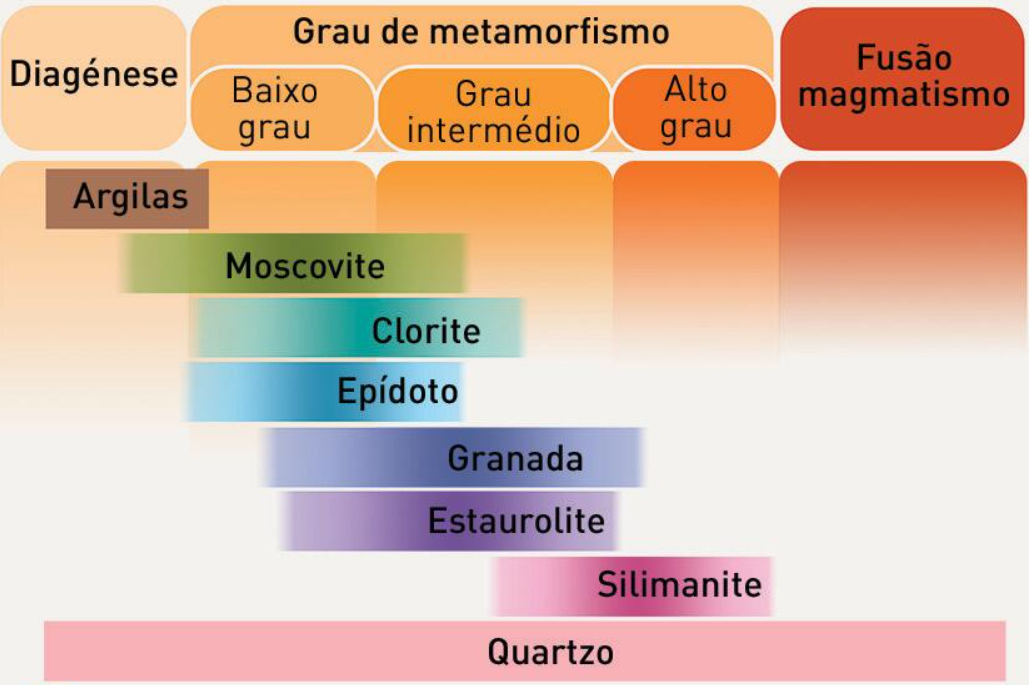 Diagénese
Grau de metamorfismo
Baixo
grau
Grau
intermédio
Alto
grau
Fusão
magmatismo
Argilas
Moscovite
Clorite
Epídoto
Granada
Estaurolite
Silimanite
Quartzo